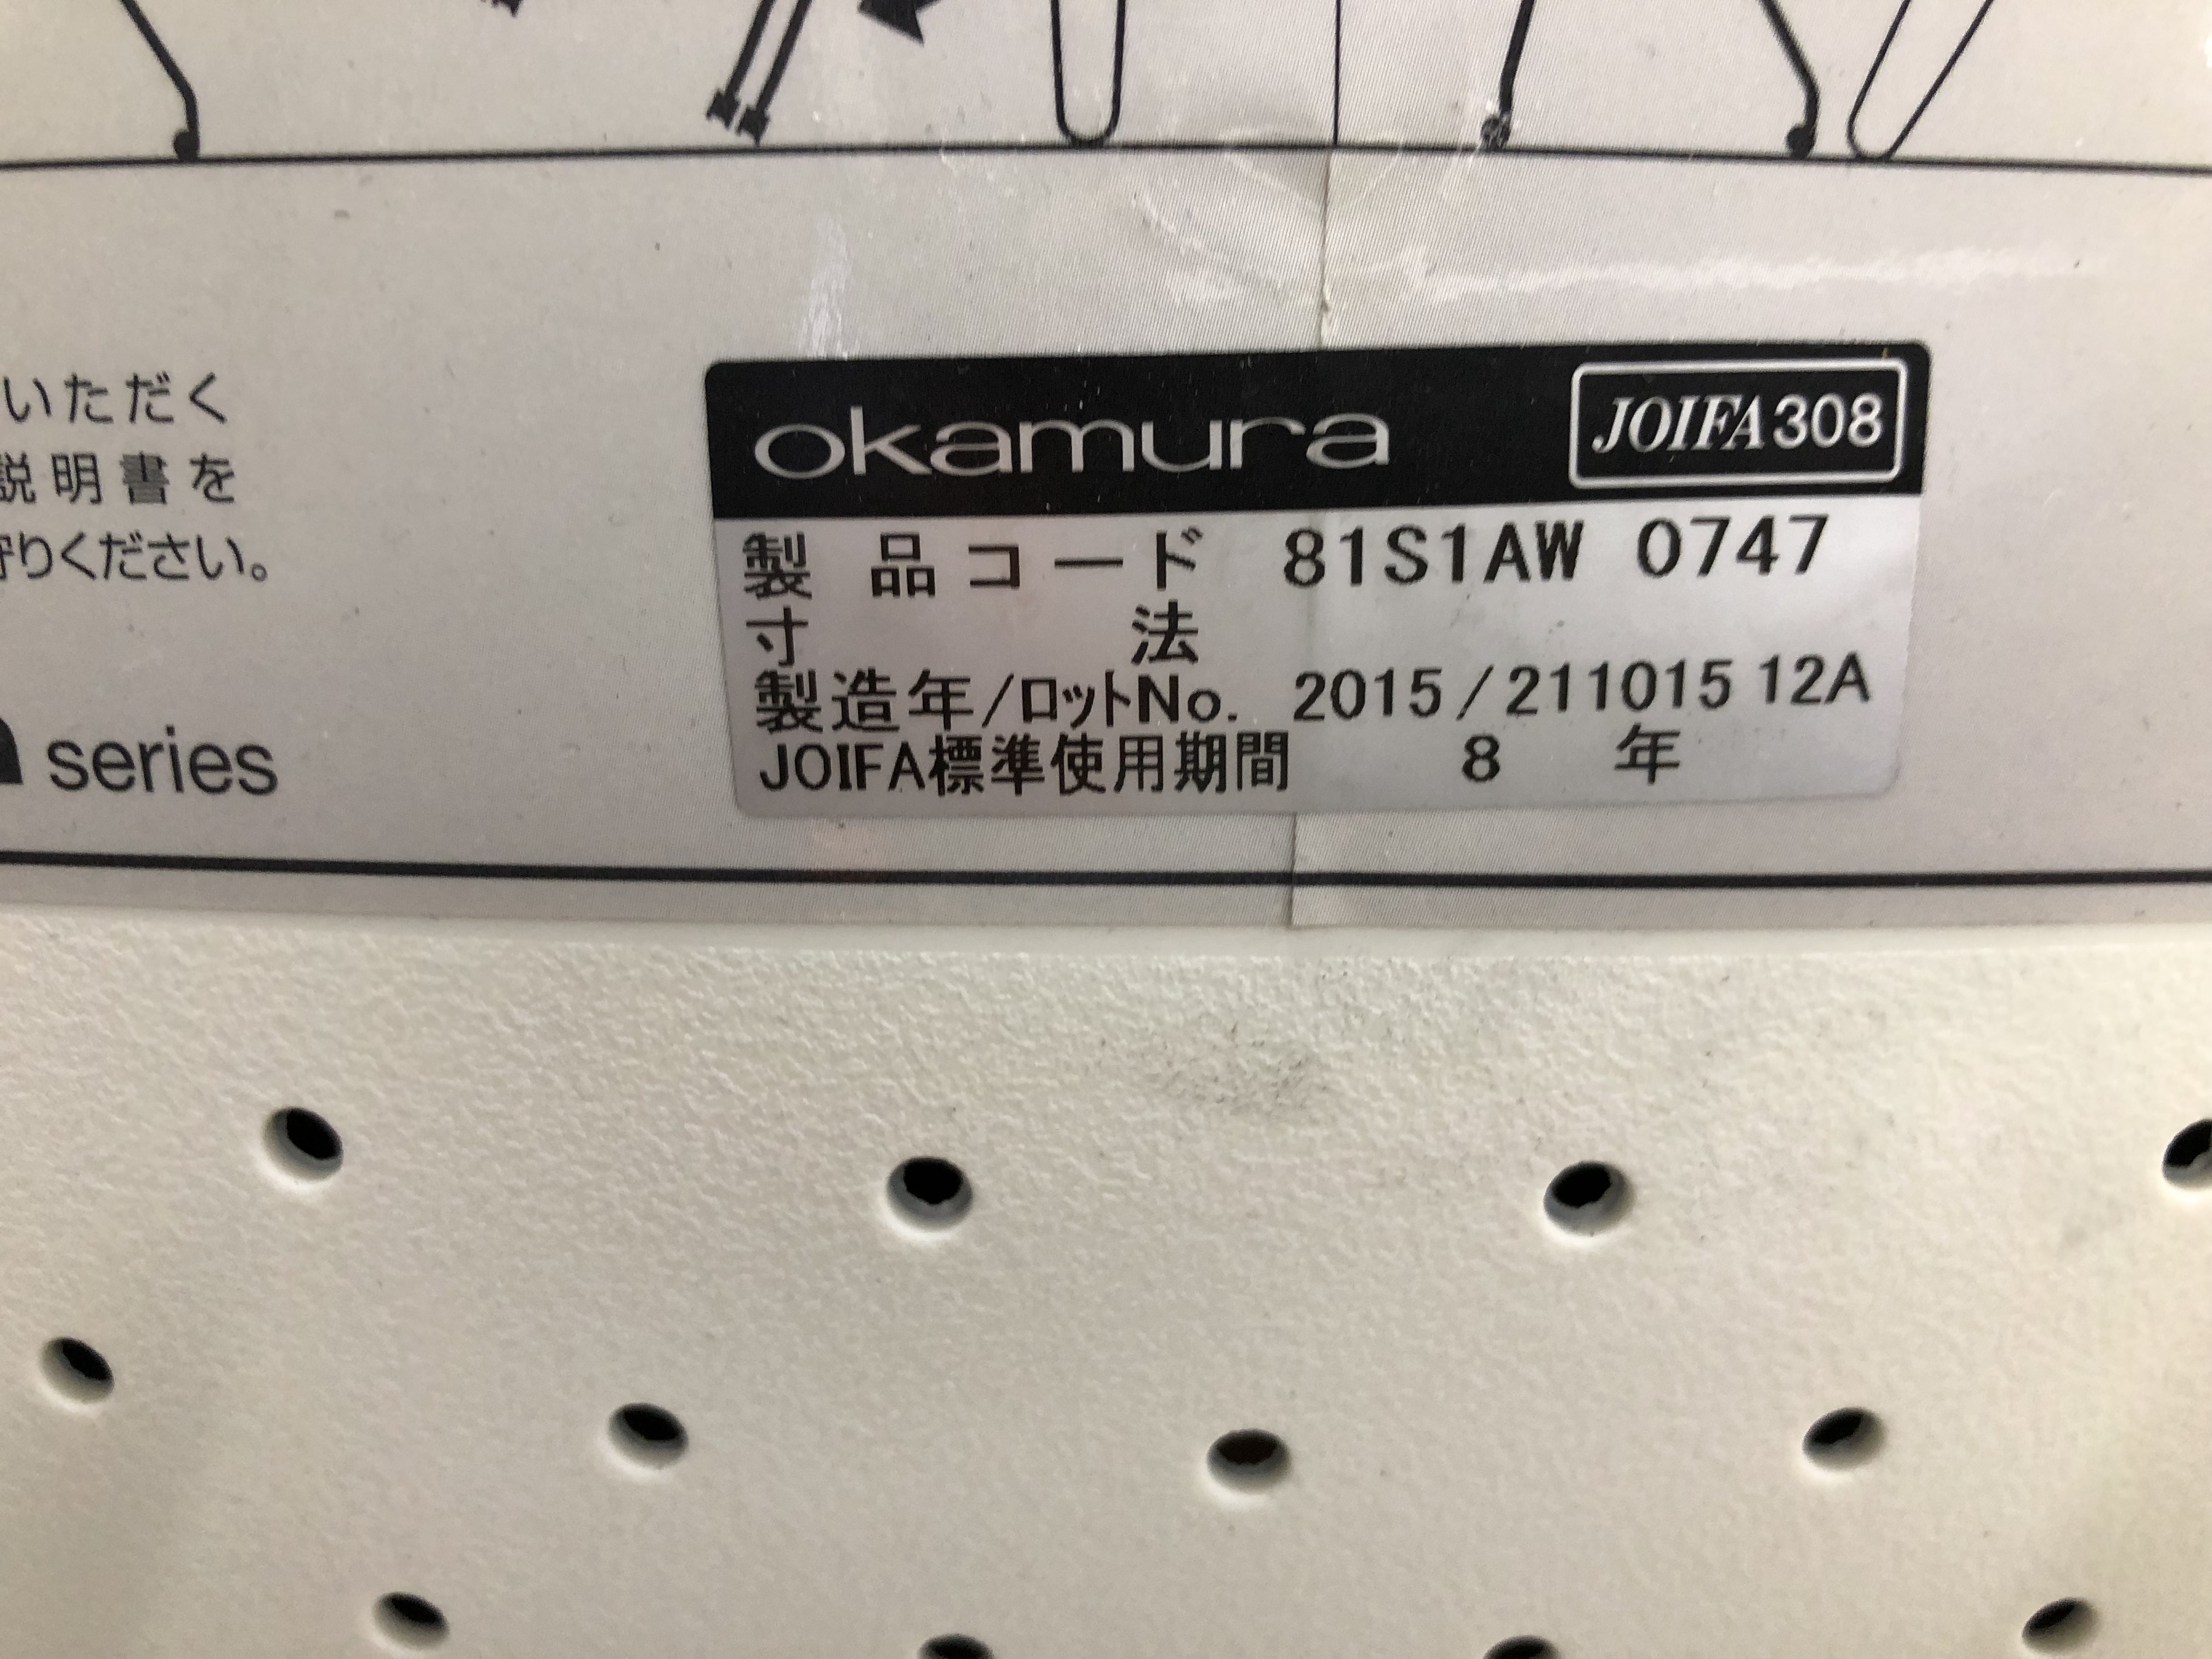 いただく
説明書を
守りください。
series
okamura JOIFA308
製品コード 81S1AW 0747
寸法
製造年/ロットNo. 2015/211015 12A
JOIFA標準使用期間 8 年